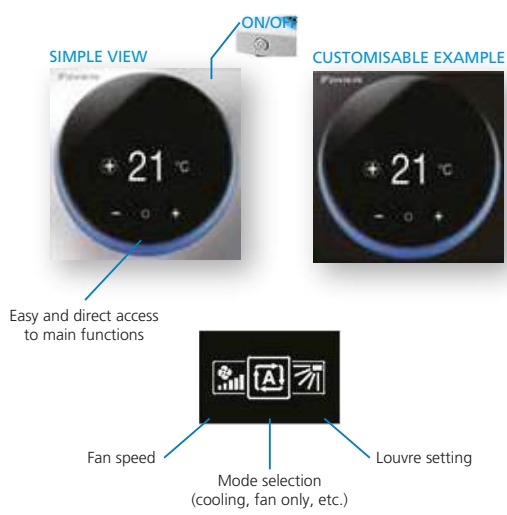 ON/OFF
SIMPLE VIEW
CUSTOMISABLE EXAMPLE
21 °C
21 °C
Easy and direct access
to main functions
A
Fan speed
Louvre setting
Mode selection
(cooling, fan only, etc.)